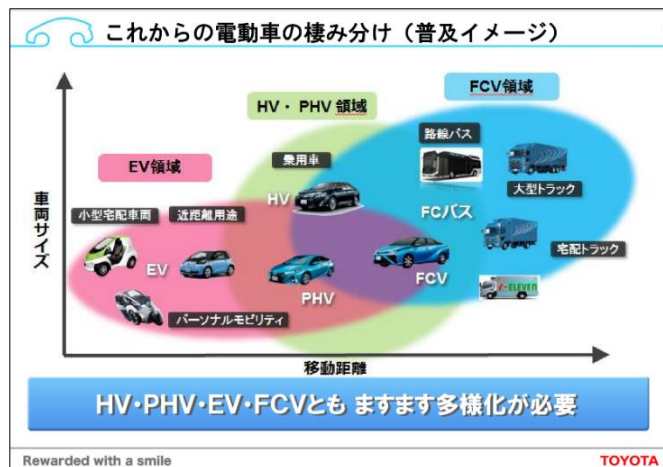 これからの電動車の棲み分け（普及イメージ）
FCV領域
HV・PHV領域
路線バス
乗用車
EV領域
HV
大型トラック
FCバス
小型宅配車両
近距離用途
車両サイズ
宅配トラック
EV
PHV
FCV
パーソナルモビリティ
移動距離
HV・PHV・EV・FCVとも ますます多様化が必要
Rewarded with a smile
TOYOTA